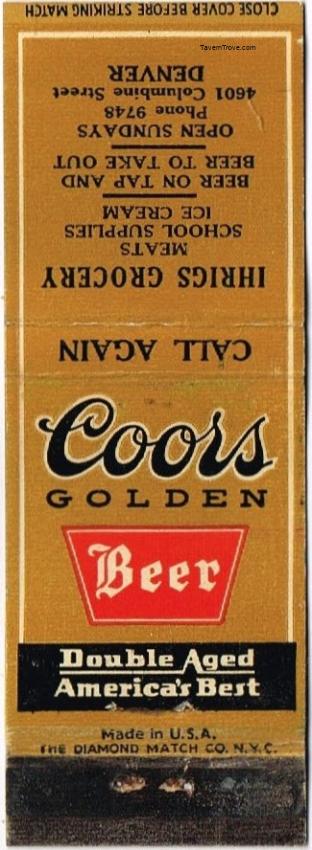 CLOSE COVER BEFORE STRIKING MATCH
TavernTrove.com
IHRIGS GROCERY
MEATS
SCHOOL SUPPLIES
ICE CREAM
BEER ON TAP AND
BEER TO TAKE OUT
OPEN SUNDAYS
Phone 9748
4601 Columbine Street
DENVER
CALL AGAIN
Coors
GOLDEN
Beer
Double Aged
America's Best
Made in U.S.A.
THE DIAMOND MATCH CO. N.Y.C.